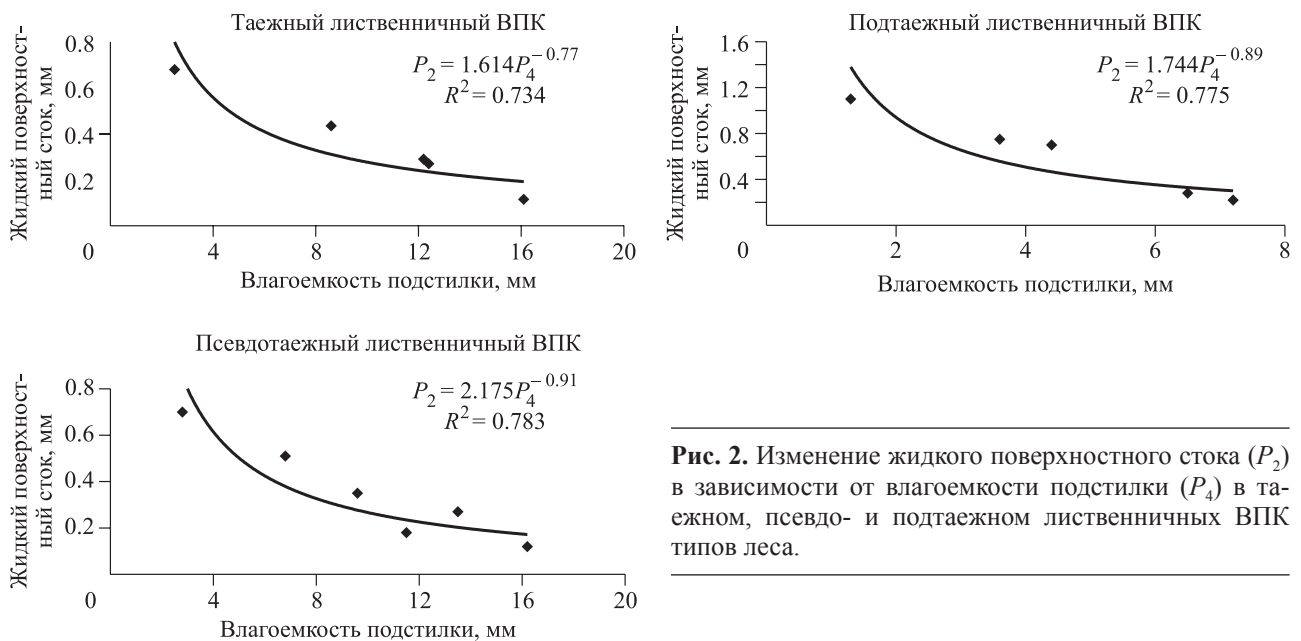 Таежный лиственничный ВПК
Жидкий поверхност-
ный сток, мм
0.8
0.6
0.4
0.2
0
4
8
12
16
20
P₂ = 1.614P₄^−0.77
R² = 0.734
Влагоемкость подстилки, мм
Подтаежный лиственничный ВПК
Жидкий поверхност-
ный сток, мм
1.6
1.2
0.8
0.4
0
2
4
6
8
P₂ = 1.744P₄^−0.89
R² = 0.775
Влагоемкость подстилки, мм
Псевдотаежный лиственничный ВПК
Жидкий поверхност-
ный сток, мм
0.8
0.6
0.4
0.2
0
4
8
12
16
20
P₂ = 2.175P₄^−0.91
R² = 0.783
Влагоемкость подстилки, мм
Рис. 2. Изменение жидкого поверхностного стока (P₂)
в зависимости от влагоемкости подстилки (P₄) в та-
ежном, псевдо- и подтаежном лиственничных ВПК
типов леса.